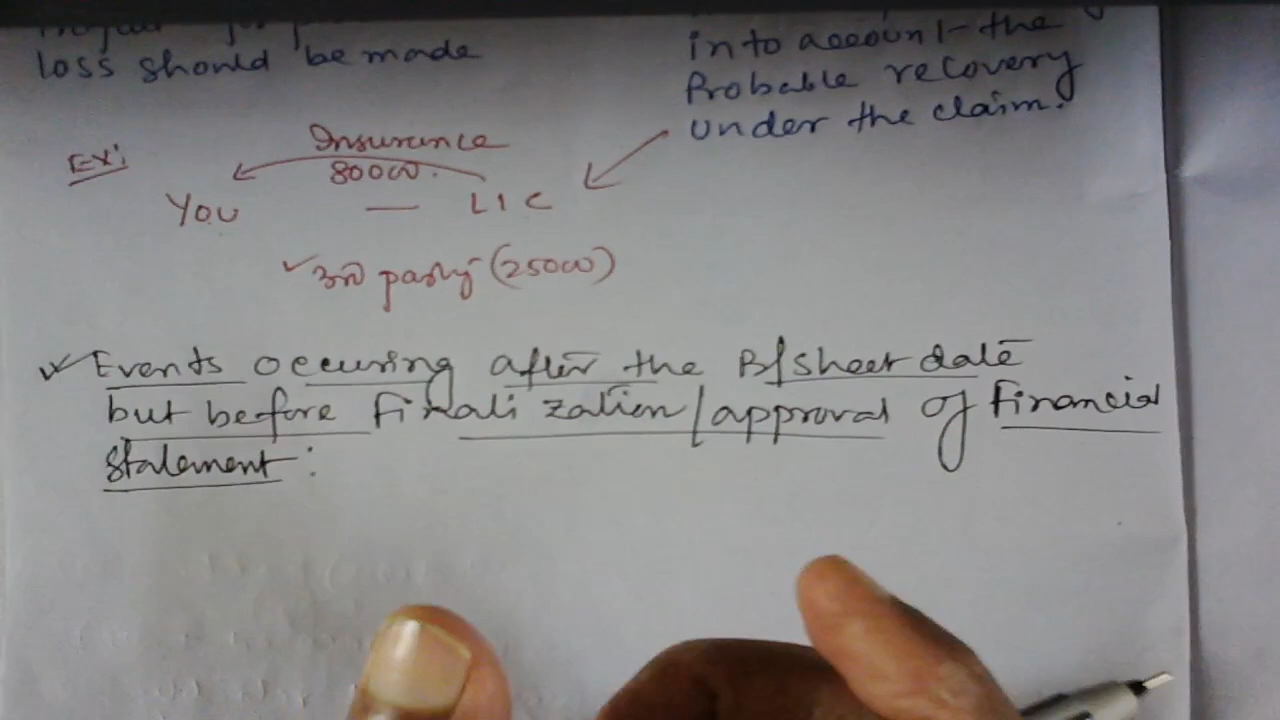 loss should be made
into account the
Probable recovery
under the claim.
Ex:
Insurance
80000.
You — LIC
✓ 3rd party (25000)
✓ Events occuring after the B/sheet date
but before Finalization/approval of Financial
statement: